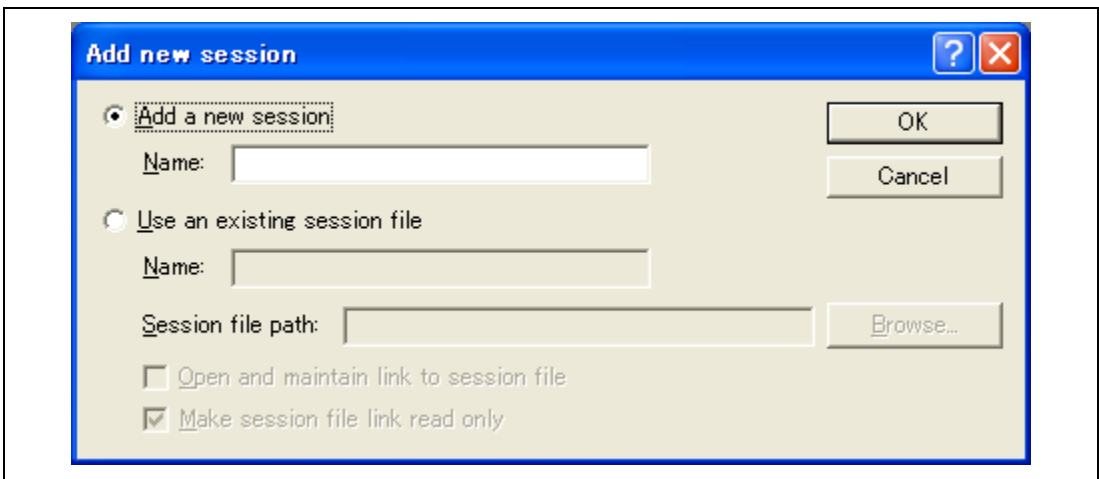 Add new session
Add a new session
OK
Name:
Cancel
Use an existing session file
Name:
Session file path:
Browse...
Open and maintain link to session file
Make session file link read only